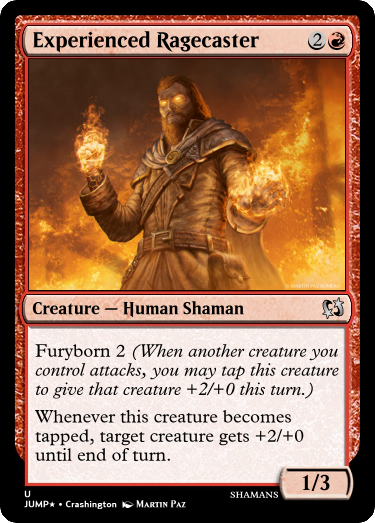 Experienced Ragecaster 2
Creature — Human Shaman
Furyborn 2 (When another creature you
control attacks, you may tap this creature
to give that creature +2/+0 this turn.)
Whenever this creature becomes
tapped, target creature gets +2/+0
until end of turn.
1/3
U SHAMANS
JUMP★ • Crashington Martin Paz